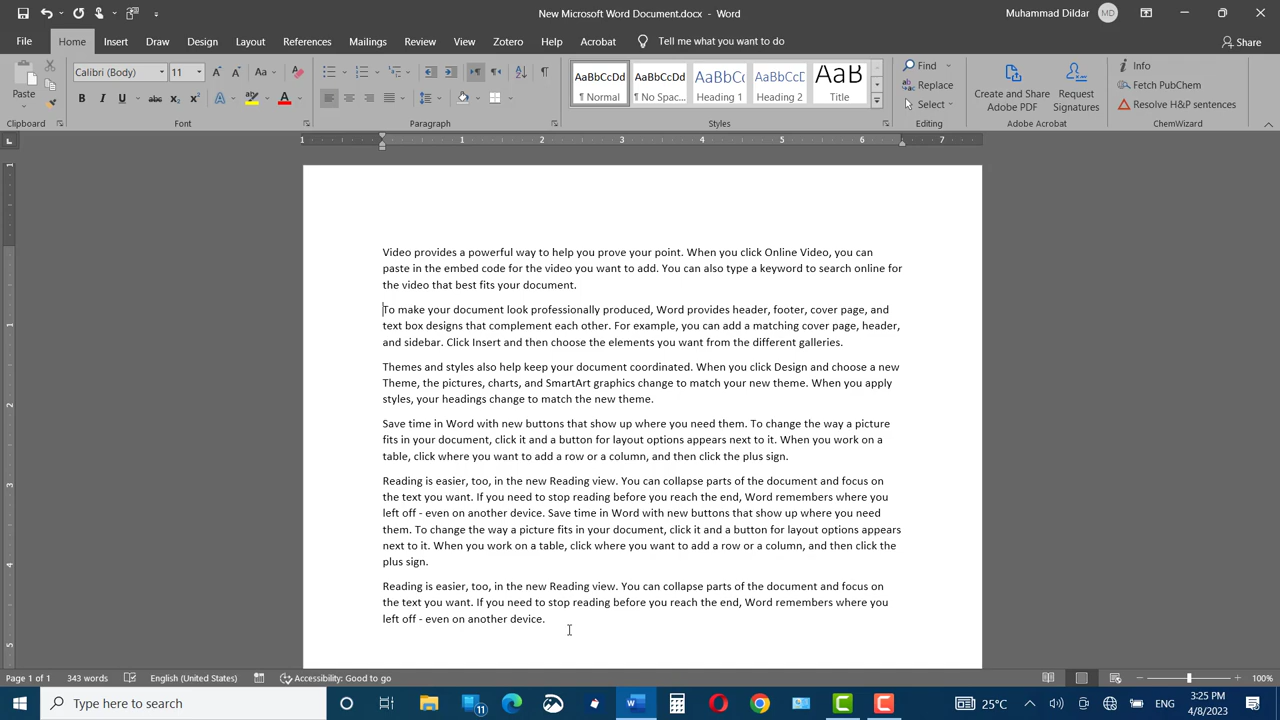 New Microsoft Word Document.docx - Word
Muhammad Dildar MD
File Home Insert Draw Design Layout References Mailings Review View Zotero Help Acrobat Tell me what you want to do Share
Paste
Calibri (Body) 11
Clipboard Font Paragraph
AaBbCcDd AaBbCcDd AaBbCc AaBbCcD AaB
¶ Normal ¶ No Spac... Heading 1 Heading 2 Title
Styles
Find
Replace
Select
Editing
Create and Share Adobe PDF
Request Signatures
Adobe Acrobat
Info
Fetch PubChem
Resolve H&P sentences
ChemWizard
1 1 2 3 4 5 6 7
Video provides a powerful way to help you prove your point. When you click Online Video, you can
paste in the embed code for the video you want to add. You can also type a keyword to search online for
the video that best fits your document.
To make your document look professionally produced, Word provides header, footer, cover page, and
text box designs that complement each other. For example, you can add a matching cover page, header,
and sidebar. Click Insert and then choose the elements you want from the different galleries.
Themes and styles also help keep your document coordinated. When you click Design and choose a new
Theme, the pictures, charts, and SmartArt graphics change to match your new theme. When you apply
styles, your headings change to match the new theme.
Save time in Word with new buttons that show up where you need them. To change the way a picture
fits in your document, click it and a button for layout options appears next to it. When you work on a
table, click where you want to add a row or a column, and then click the plus sign.
Reading is easier, too, in the new Reading view. You can collapse parts of the document and focus on
the text you want. If you need to stop reading before you reach the end, Word remembers where you
left off - even on another device. Save time in Word with new buttons that show up where you need
them. To change the way a picture fits in your document, click it and a button for layout options appears
next to it. When you work on a table, click where you want to add a row or a column, and then click the
plus sign.
Reading is easier, too, in the new Reading view. You can collapse parts of the document and focus on
the text you want. If you need to stop reading before you reach the end, Word remembers where you
left off - even on another device.
Page 1 of 1 343 words English (United States) Accessibility: Good to go 100%
Type here to search
11
25°C ENG
3:25 PM
4/8/2023